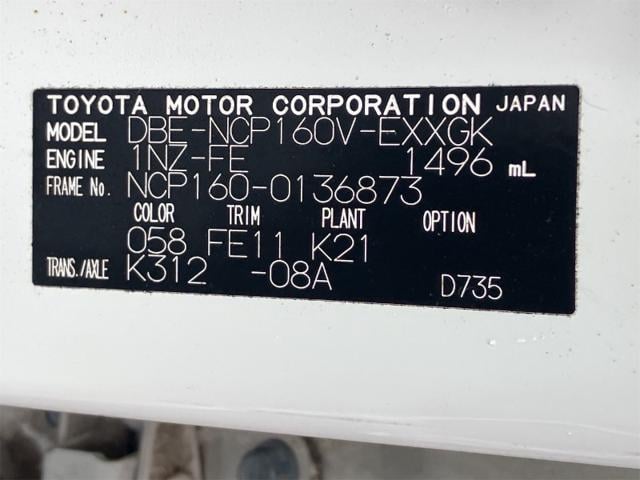 TOYOTA MOTOR CORPORATION JAPAN
MODEL DBE-NCP160V-EXXGK
ENGINE 1NZ-FE 1496 mL
FRAME No. NCP160-0136873
COLOR TRIM PLANT OPTION
058 FE11 K21
TRANS./AXLE K312 -08A D735